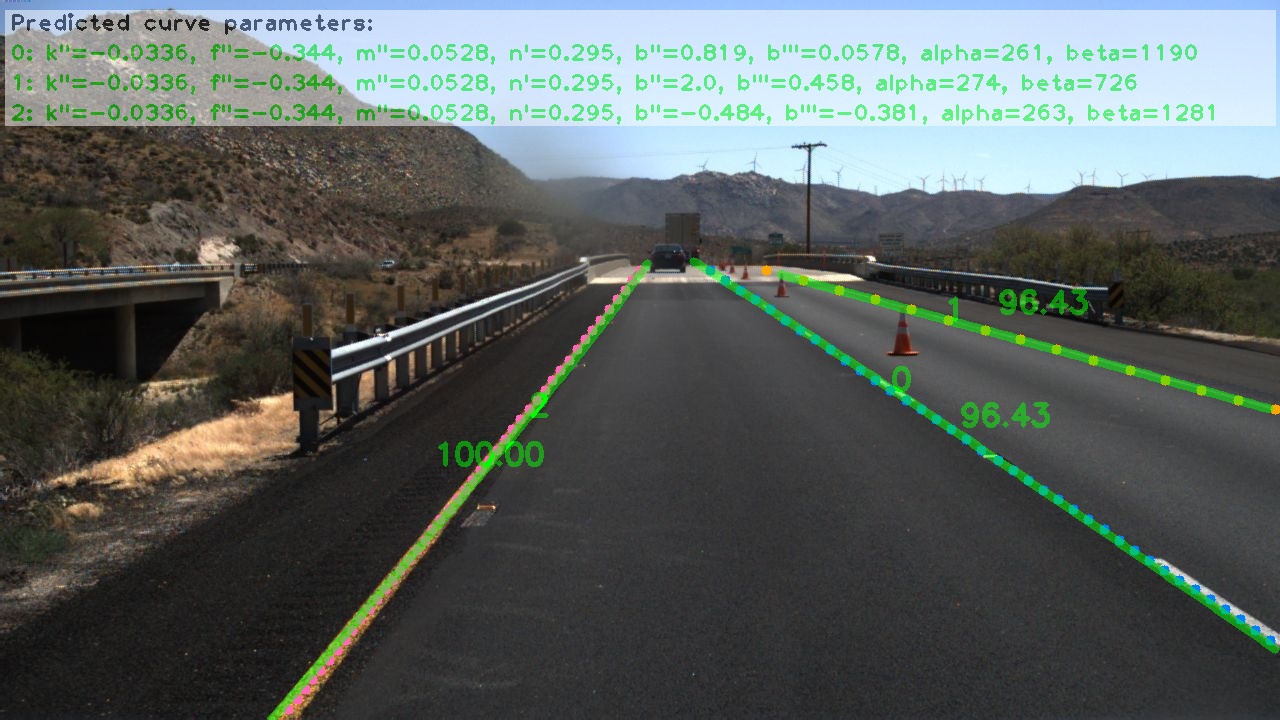 Predicted curve parameters:
0: k''=-0.0336, f''=-0.344, m''=0.0528, n'=0.295, b''=0.819, b'''=0.0578, alpha=261, beta=1190
1: k''=-0.0336, f''=-0.344, m''=0.0528, n'=0.295, b''=2.0, b'''=0.458, alpha=274, beta=726
2: k''=-0.0336, f''=-0.344, m''=0.0528, n'=0.295, b''=-0.484, b'''=-0.381, alpha=263, beta=1281
1 96.43
0
96.43
2
100.00